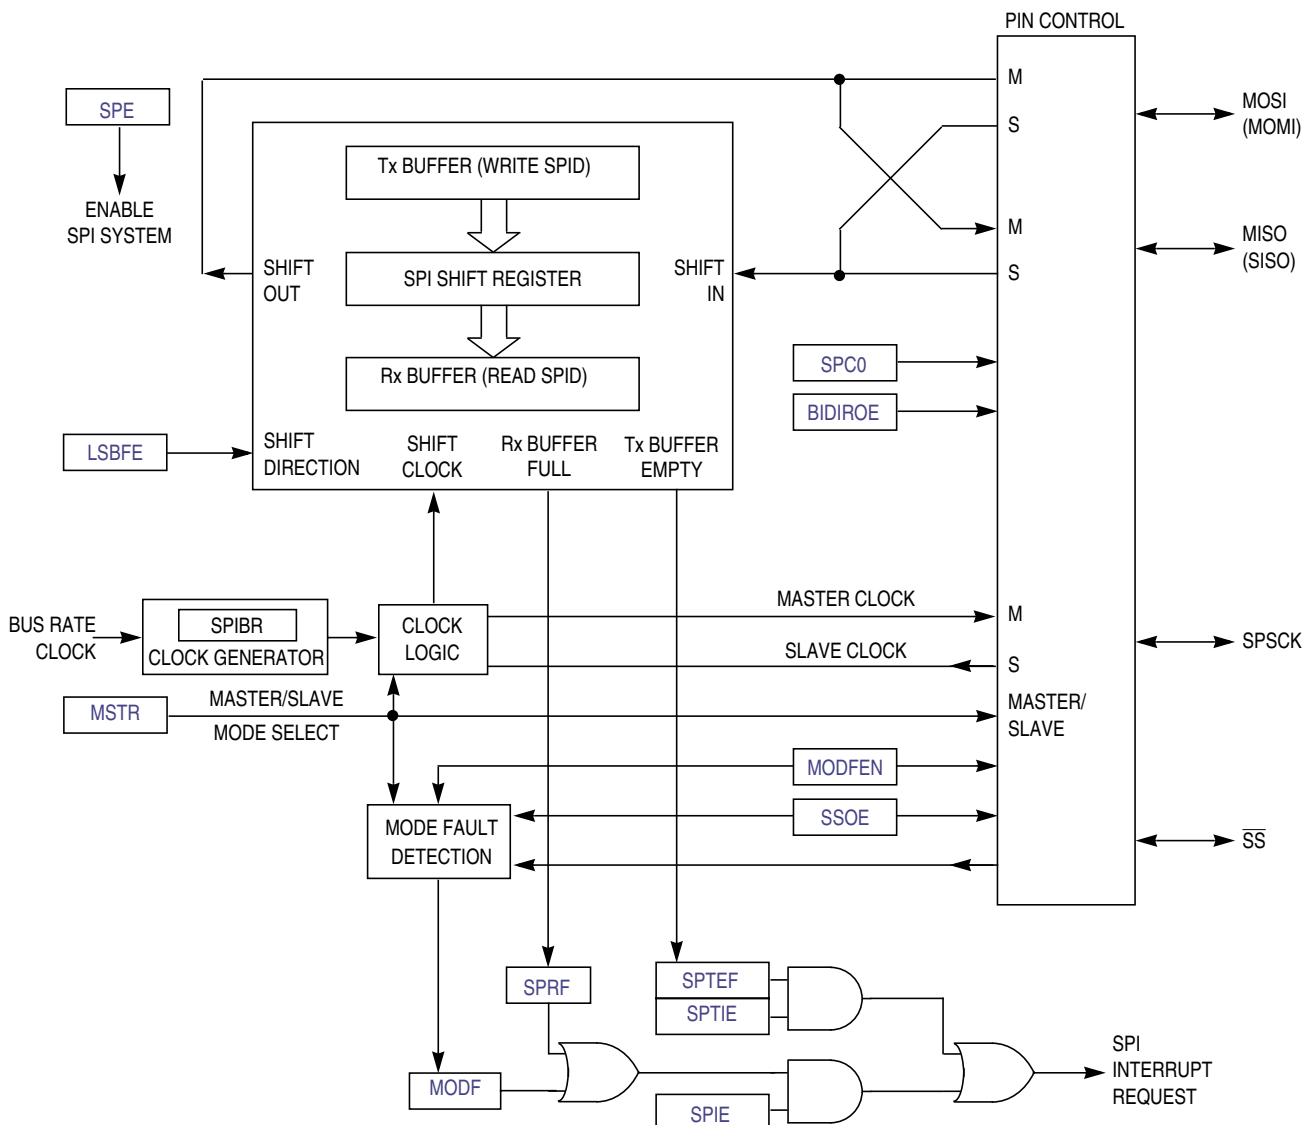 PIN CONTROL
M
SPE
MOSI
(MOMI)
S
Tx BUFFER (WRITE SPID)
ENABLE
SPI SYSTEM
M
MISO
(SISO)
SHIFT
OUT
SPI SHIFT REGISTER
SHIFT
IN
S
SPC0
Rx BUFFER (READ SPID)
BIDIROE
LSBFE
SHIFT
DIRECTION
SHIFT
CLOCK
Rx BUFFER
FULL
Tx BUFFER
EMPTY
MASTER CLOCK
M
BUS RATE
CLOCK
SPIBR
CLOCK GENERATOR
CLOCK
LOGIC
SPSCK
SLAVE CLOCK
S
MSTR
MASTER/SLAVE
MODE SELECT
MASTER/
SLAVE
MODFEN
SSOE
MODE FAULT
DETECTION
SS
SPRF
SPTEF
SPTIE
SPI
INTERRUPT
REQUEST
MODF
SPIE